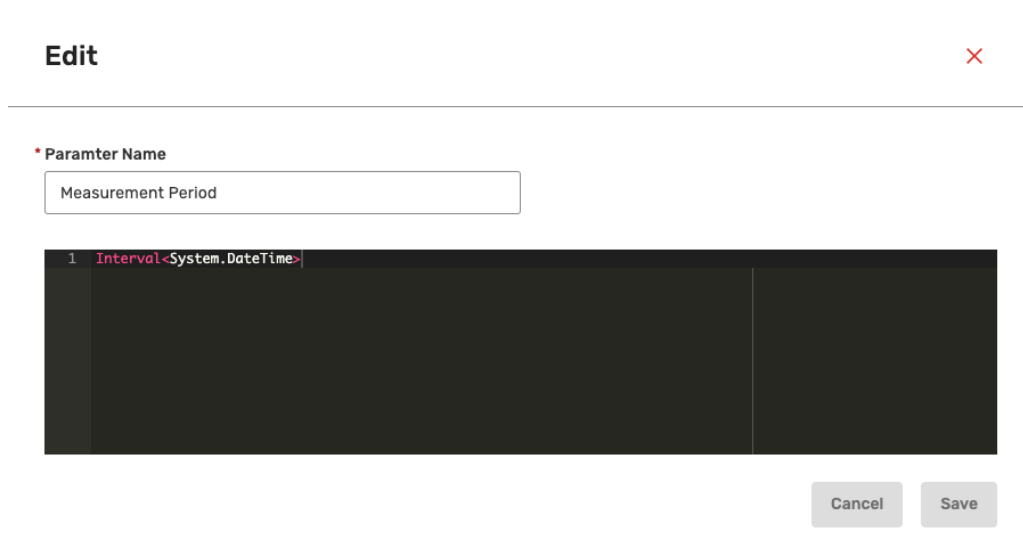 Edit
* Paramter Name
Measurement Period
1 Interval<System.DateTime>
Cancel Save